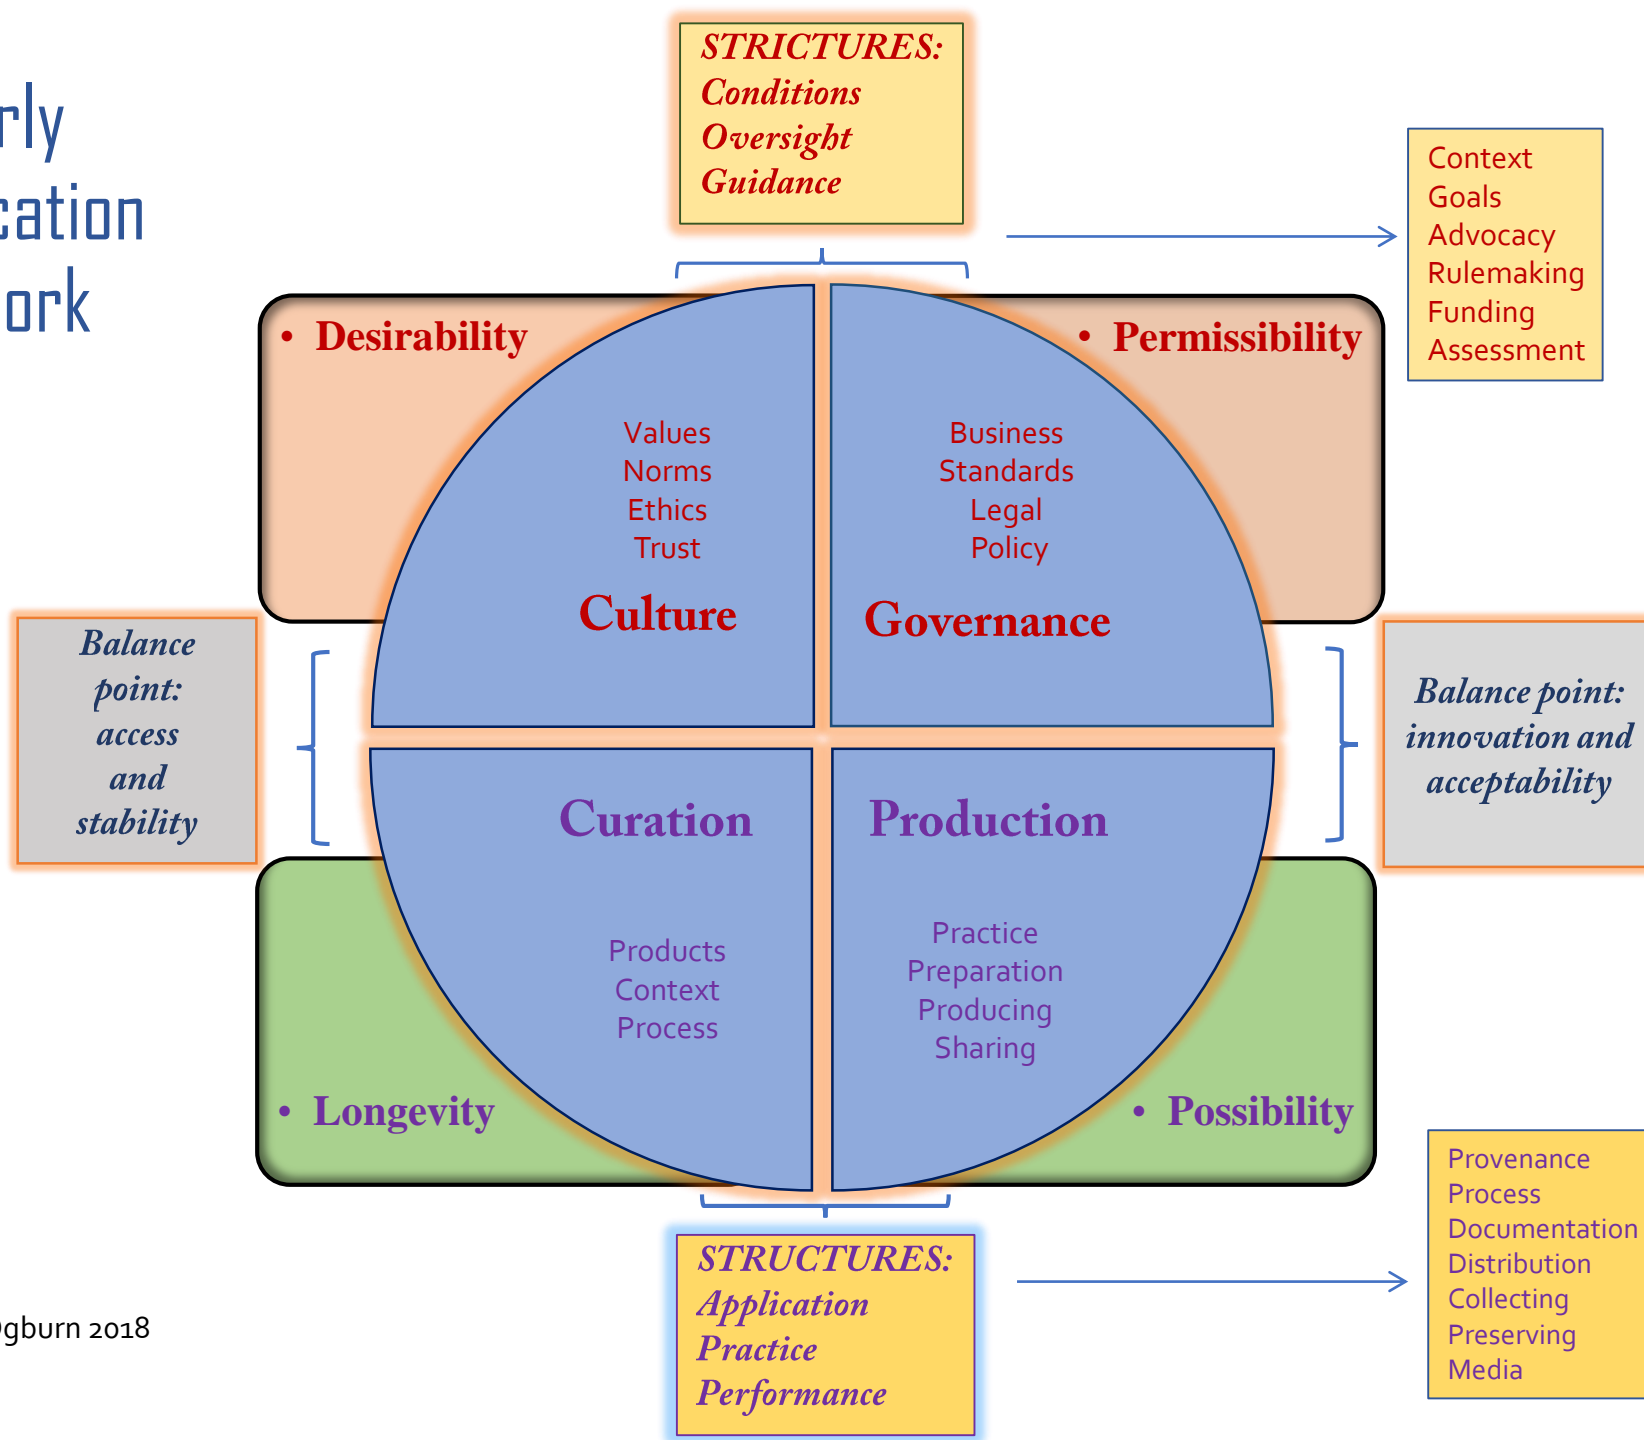 rly
cation
ork
STRICTURES:
Conditions
Oversight
Guidance
Context
Goals
Advocacy
Rulemaking
Funding
Assessment
• Desirability
• Permissibility
Values
Norms
Ethics
Trust
Culture
Business
Standards
Legal
Policy
Governance
Balance
point:
access
and
stability
Balance point:
innovation and
acceptability
Curation
Products
Context
Process
Production
Practice
Preparation
Producing
Sharing
• Longevity
• Possibility
STRUCTURES:
Application
Practice
Performance
Provenance
Process
Documentation
Distribution
Collecting
Preserving
Media
Ogburn 2018